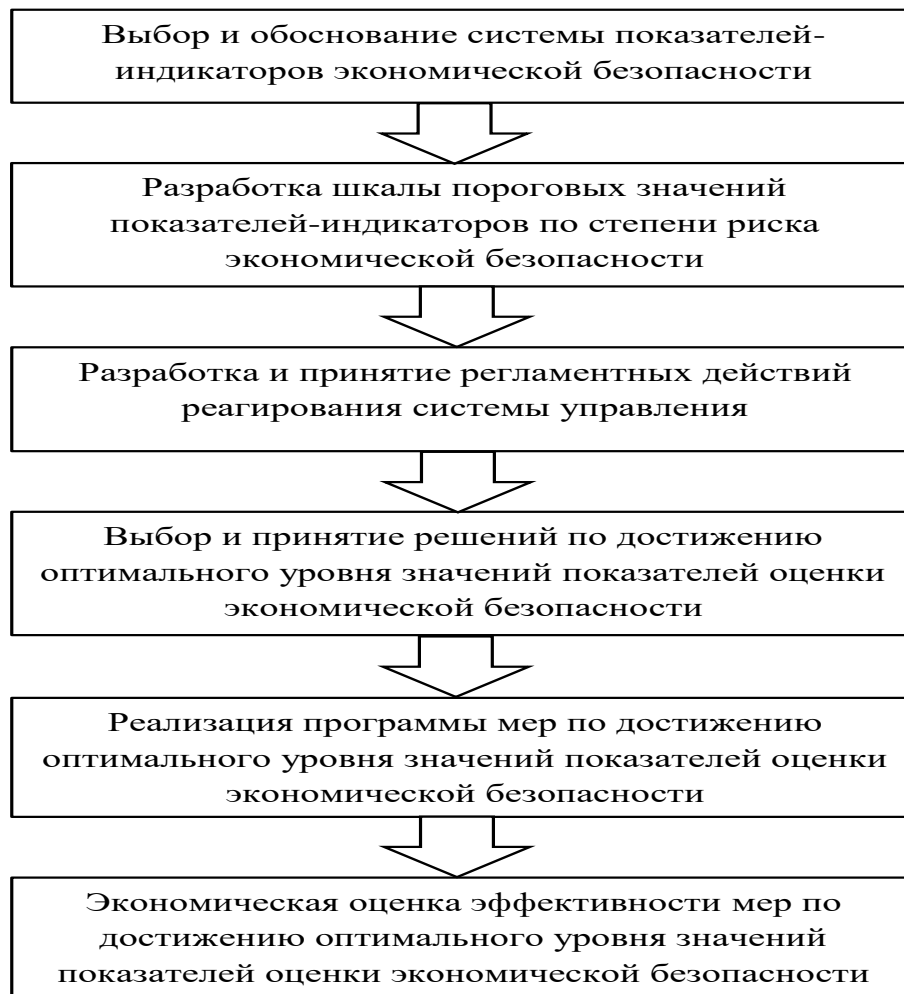 Выбор и обоснование системы показателей-
индикаторов экономической безопасности
Разработка шкалы пороговых значений
показателей-индикаторов по степени риска
экономической безопасности
Разработка и принятие регламентных действий
реагирования системы управления
Выбор и принятие решений по достижению
оптимального уровня значений показателей оценки
экономической безопасности
Реализация программы мер по достижению
оптимального уровня значений показателей оценки
экономической безопасности
Экономическая оценка эффективности мер по
достижению оптимального уровня значений
показателей оценки экономической безопасности